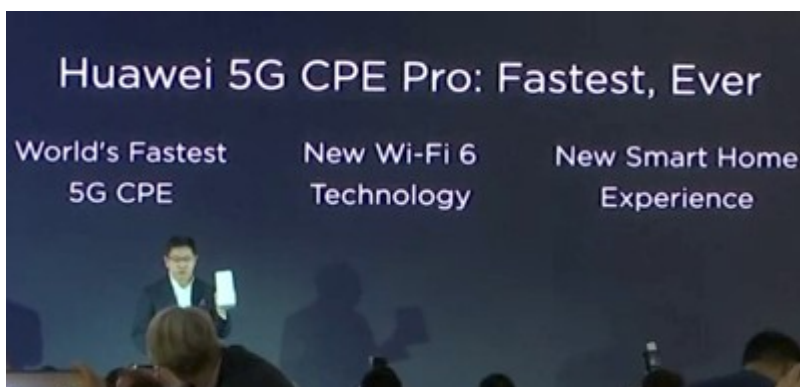 Huawei 5G CPE Pro: Fastest, Ever
World's Fastest
5G CPE
New Wi-Fi 6
Technology
New Smart Home
Experience